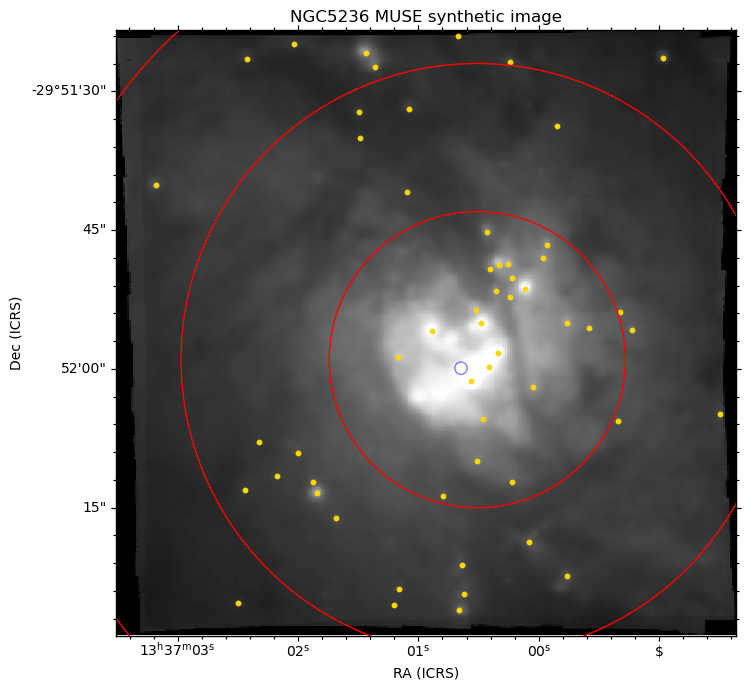 NGC5236 MUSE synthetic image
-29°51'30"
45"
52'00"
15"
Dec (ICRS)
13ʰ37ᵐ03ˢ
02ˢ
01ˢ
00ˢ
$
RA (ICRS)